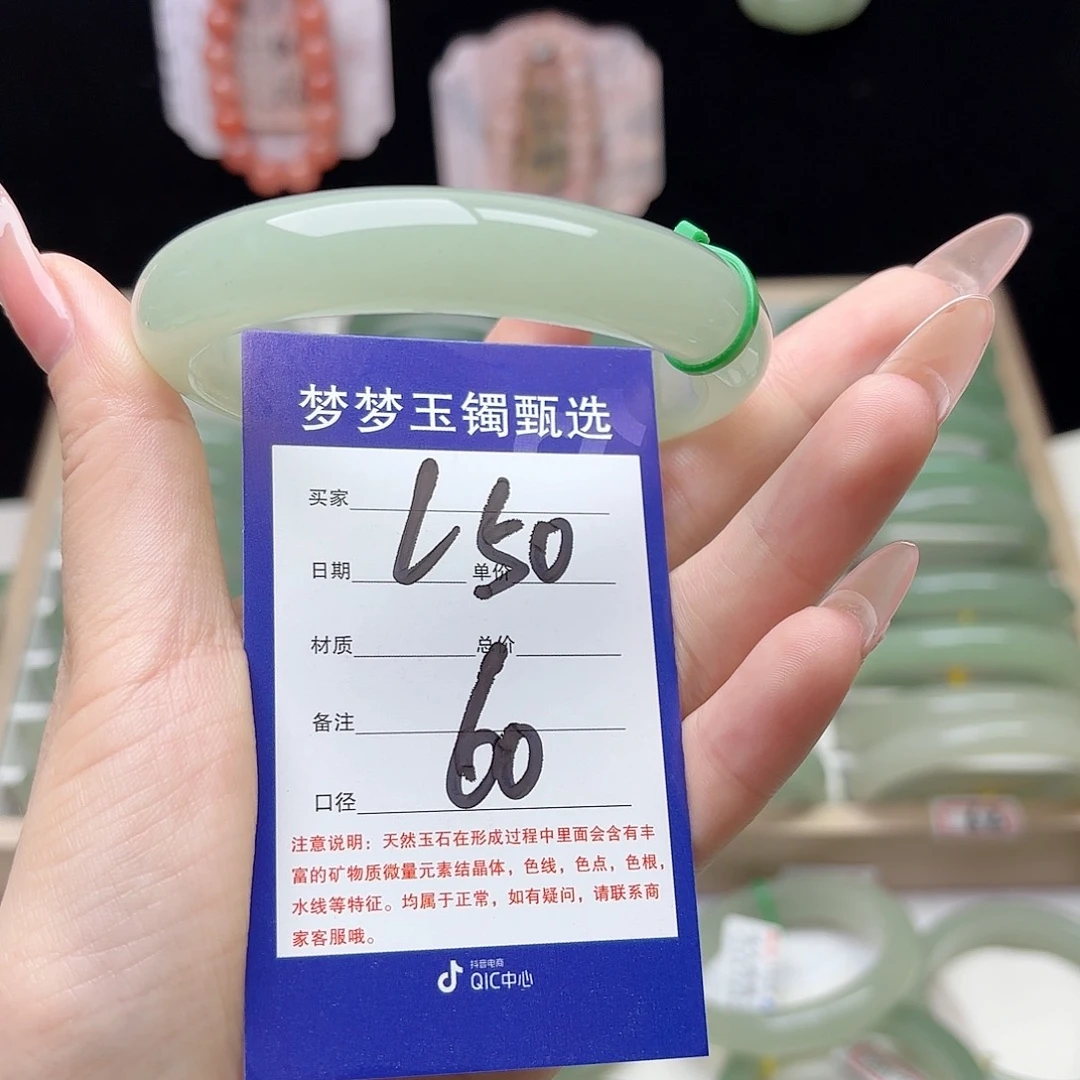 梦梦玉镯甄选
买家
L50
日期 单价
材质 总价
60
备注
口径
注意说明：天然玉石在形成过程中里面会含有丰
富的矿物质微量元素结晶体，色线，色点，色根，
水线等特征。均属于正常，如有疑问，请联系商
家客服哦。
抖音电商
QIC中心